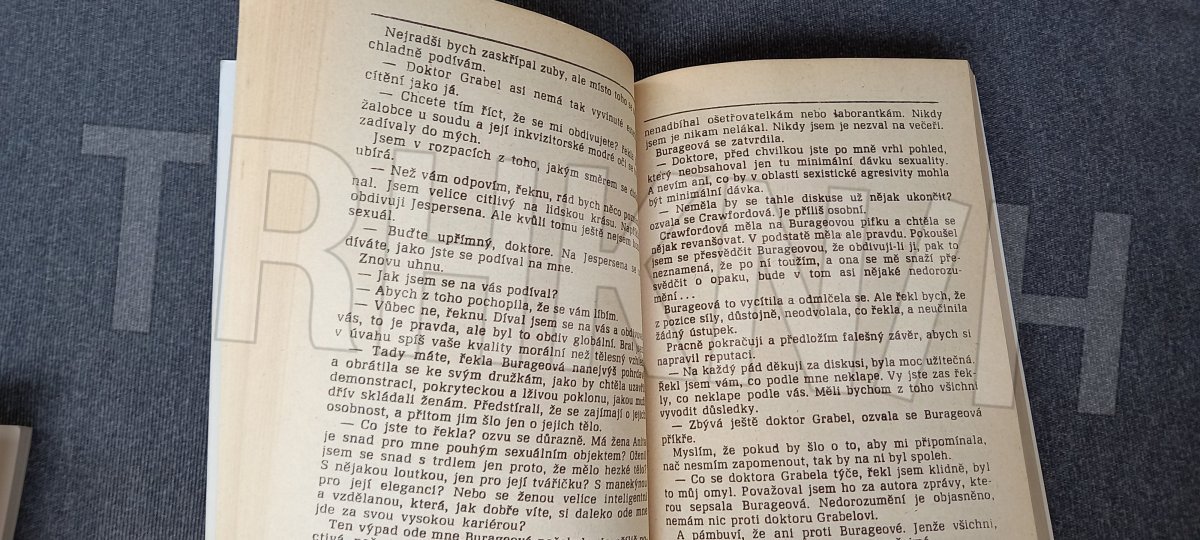 Nejradši bych zaskřípal zuby, ale místo toho se
chladně podívám.
— Doktor Grabel asi nemá tak vyvinuté
cítění jako já.
— Chcete tím říct, že se mi obdivujete? řekla
žalobce u soudu a její inkvizitorské modré oči se
zadívaly do mých.
Jsem v rozpacích z toho, jakým směrem se
ubírá.
— Než vám odpovím, řeknu, rád bych něco
nal. Jsem velice citlivý na lidskou krásu.
obdivuji Jespersena. Ale kvůli tomu ještě nejsem
sexuál.
— Buďte upřímný, doktore. Na Jespersena se
díváte, jako jste se podíval na mne.
Znovu uhnu.
— Jak jsem se na vás podíval?
— Abych z toho pochopila, že se vám líbím.
— Vůbec ne, řeknu. Díval jsem se na vás a
vás, to je pravda, ale byl to obdiv globální. Bral
v úvahu spíš vaše kvality morální než tělesný
— Tady máte, řekla Burageová nanejvýš
a obrátila se ke svým družkám, jako by chtěla
demonstraci, pokryteckou a lživou poklonu, jakou
dřív skládali ženám. Předstírali, že se zajímají o jejich
osobnost, a přitom jim šlo jen o jejich tělo.
— Co jste to řekla? ozvu se důrazně. Má žena Anita
je snad pro mne pouhým sexuálním objektem? Oženil
jsem se snad s trdlem jen proto, že mělo hezké tělo?
S nějakou loutkou, jen pro její tvářičku? S manekýnou
pro její eleganci? Nebo se ženou velice inteligentní
a vzdělanou, která, jak dobře víte, si daleko ode mne
jde za svou vysokou kariérou?
Ten výpad ode mne Burageová
nenadbíhal ošetřovatelkám nebo laborantkám. Nikdy
jsem je nikam nelákal. Nikdy jsem je nezval na večeři.
Burageová se zatvrdila.
— Doktore, před chvilkou jste po mně vrhl pohled,
který neobsahoval jen tu minimální dávku sexuality.
A nevím ani, co by v oblasti sexistické agresivity mohla
být minimální dávka.
— Neměla by se tahle diskuse už nějak ukončit?
ozvala se Crawfordová. Je příliš osobní.
Crawfordová měla na Burageovou pifku a chtěla se
nějak revanšovat. V podstatě měla ale pravdu. Pokoušel
jsem se přesvědčit Burageovou, že obdivuji-li ji, pak to
neznamená, že po ní toužím, a ona se mě snaží pře-
svědčit o opaku, bude v tom asi nějaké nedorozu-
mění...
Burageová to vycítila a odmlčela se. Ale řekl bych, že
z pozice síly, důstojně, neodvolala, co řekla, a neučinila
žádný ústupek.
Pracně pokračuji a předložím falešný závěr, abych si
napravil reputaci.
— Na každý pád děkuji za diskusi, byla moc užitečná.
Řekl jsem vám, co podle mne neklape. Vy jste zas řek-
ly, co neklape podle vás. Měli bychom z toho všichni
vyvodit důsledky.
— Zbývá ještě doktor Grabel, ozvala se Burageová
příkře.
Myslím, že pokud by šlo o to, aby mi připomínala,
nač nesmím zapomenout, tak by na ni byl spoleh.
— Co se doktora Grabela týče, řekl jsem klidně, byl
to můj omyl. Považoval jsem ho za autora zprávy, kte-
rou sepsala Burageová. Nedorozumění je objasněno,
nemám nic proti doktoru Grabelovi.
A pámbuví, že ani proti Burageové. Jenže všichni,